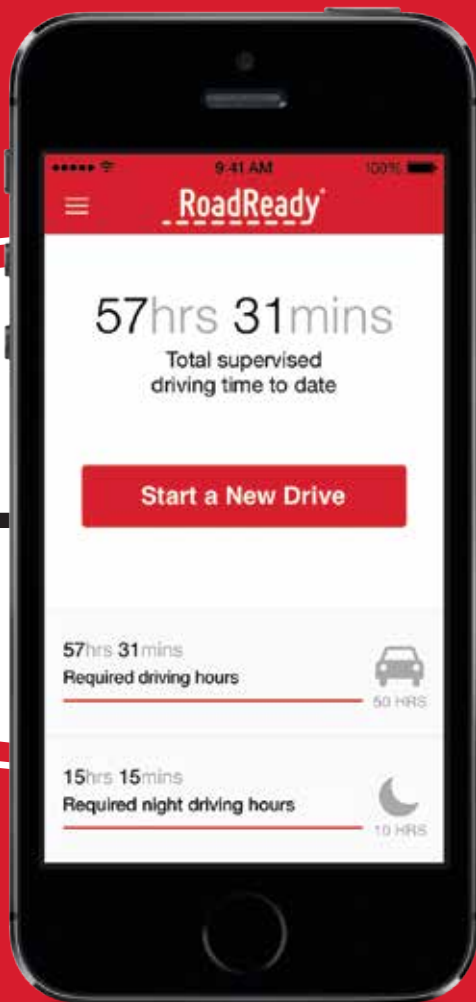 9:41 AM 100%
RoadReady®
57hrs 31mins
Total supervised
driving time to date
Start a New Drive
57hrs 31mins
Required driving hours
50 HRS
15hrs 15mins
Required night driving hours
10 HRS